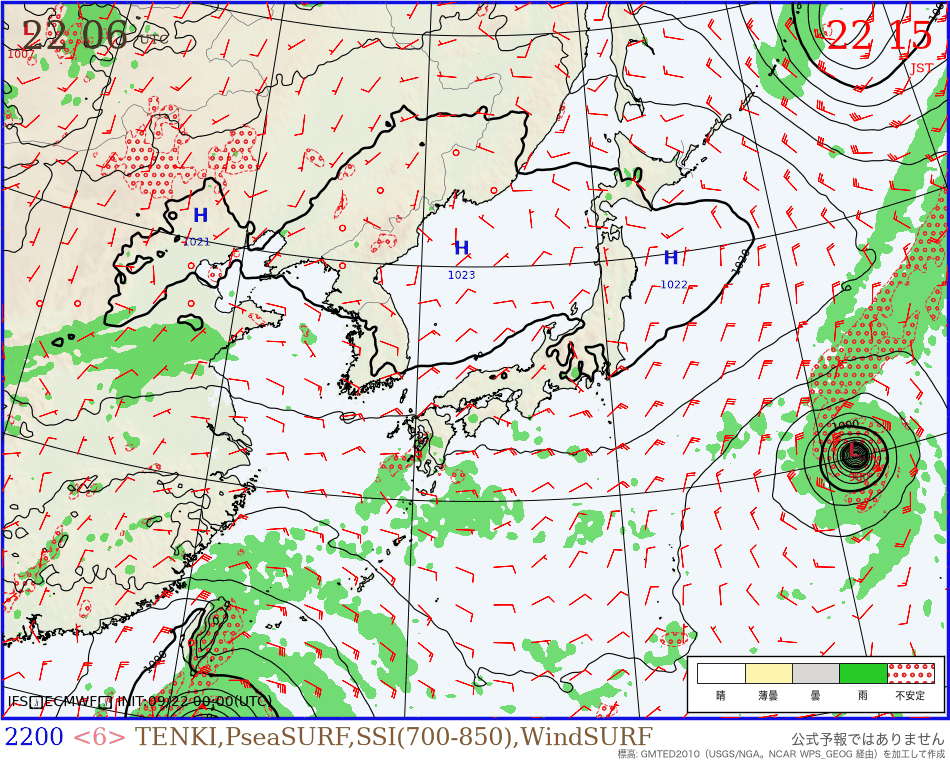 22 06 UTC
22 15
JST
1007
H
1021
H
1023
H
1022
1020
1000
L
1000
晴 薄曇 曇 雨 不安定
IFS□ECMWF□ INIT:09/22 00:00(UTC)
2200 <6> TENKI,PseaSURF,SSI(700-850),WindSURF
公式予報ではありません
標高: GMTED2010（USGS/NGA。NCAR WPS_GEOG 経由）を加工して作成